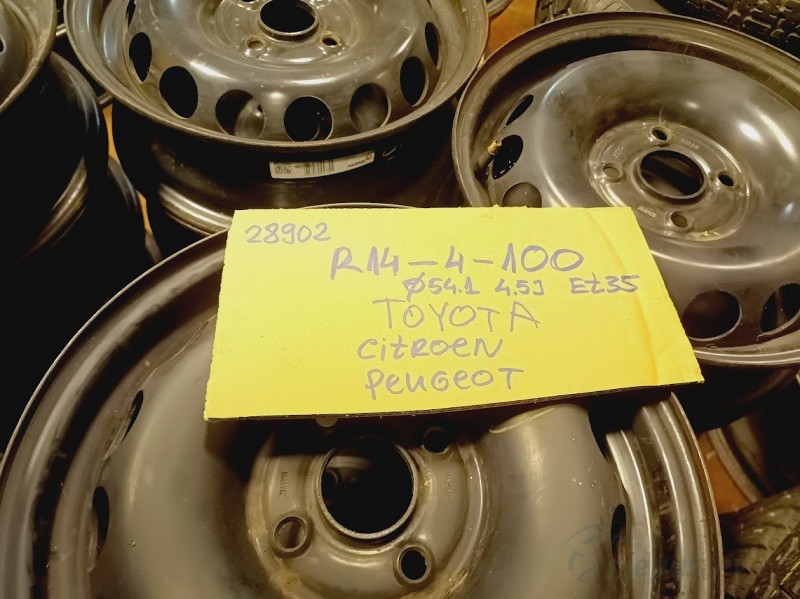 28902
R14-4-100
Ø54.1 4.5J Et35
TOYOTA
CitROEN
PEUGEOT